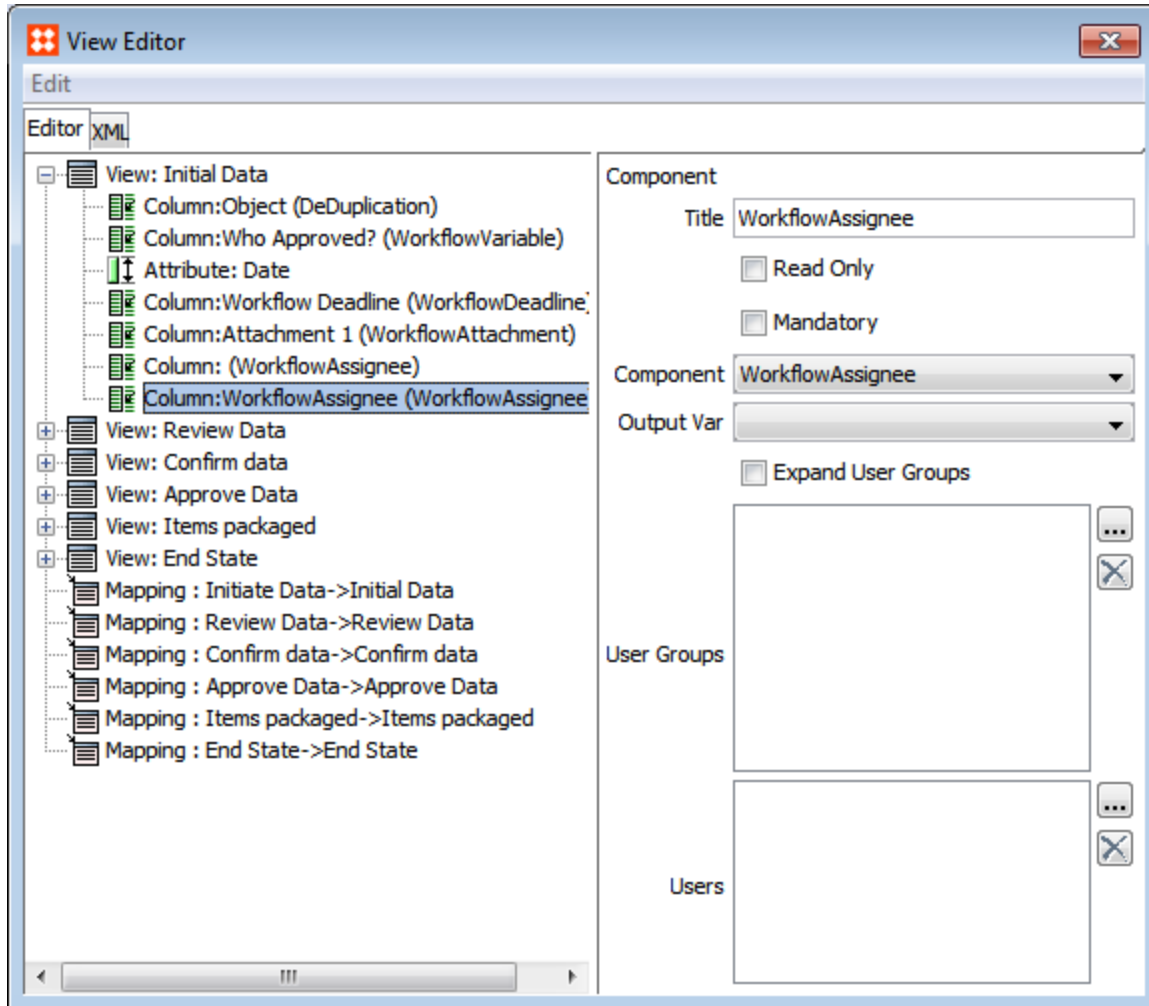 View Editor
Edit
Editor XML
View: Initial Data
Column:Object (DeDuplication)
Column:Who Approved? (WorkflowVariable)
Attribute: Date
Column:Workflow Deadline (WorkflowDeadline)
Column:Attachment 1 (WorkflowAttachment)
Column: (WorkflowAssignee)
Column:WorkflowAssignee (WorkflowAssignee
View: Review Data
View: Confirm data
View: Approve Data
View: Items packaged
View: End State
Mapping : Initiate Data->Initial Data
Mapping : Review Data->Review Data
Mapping : Confirm data->Confirm data
Mapping : Approve Data->Approve Data
Mapping : Items packaged->Items packaged
Mapping : End State->End State
Component
Title WorkflowAssignee
Read Only
Mandatory
Component WorkflowAssignee
Output Var
Expand User Groups
...
User Groups
...
Users